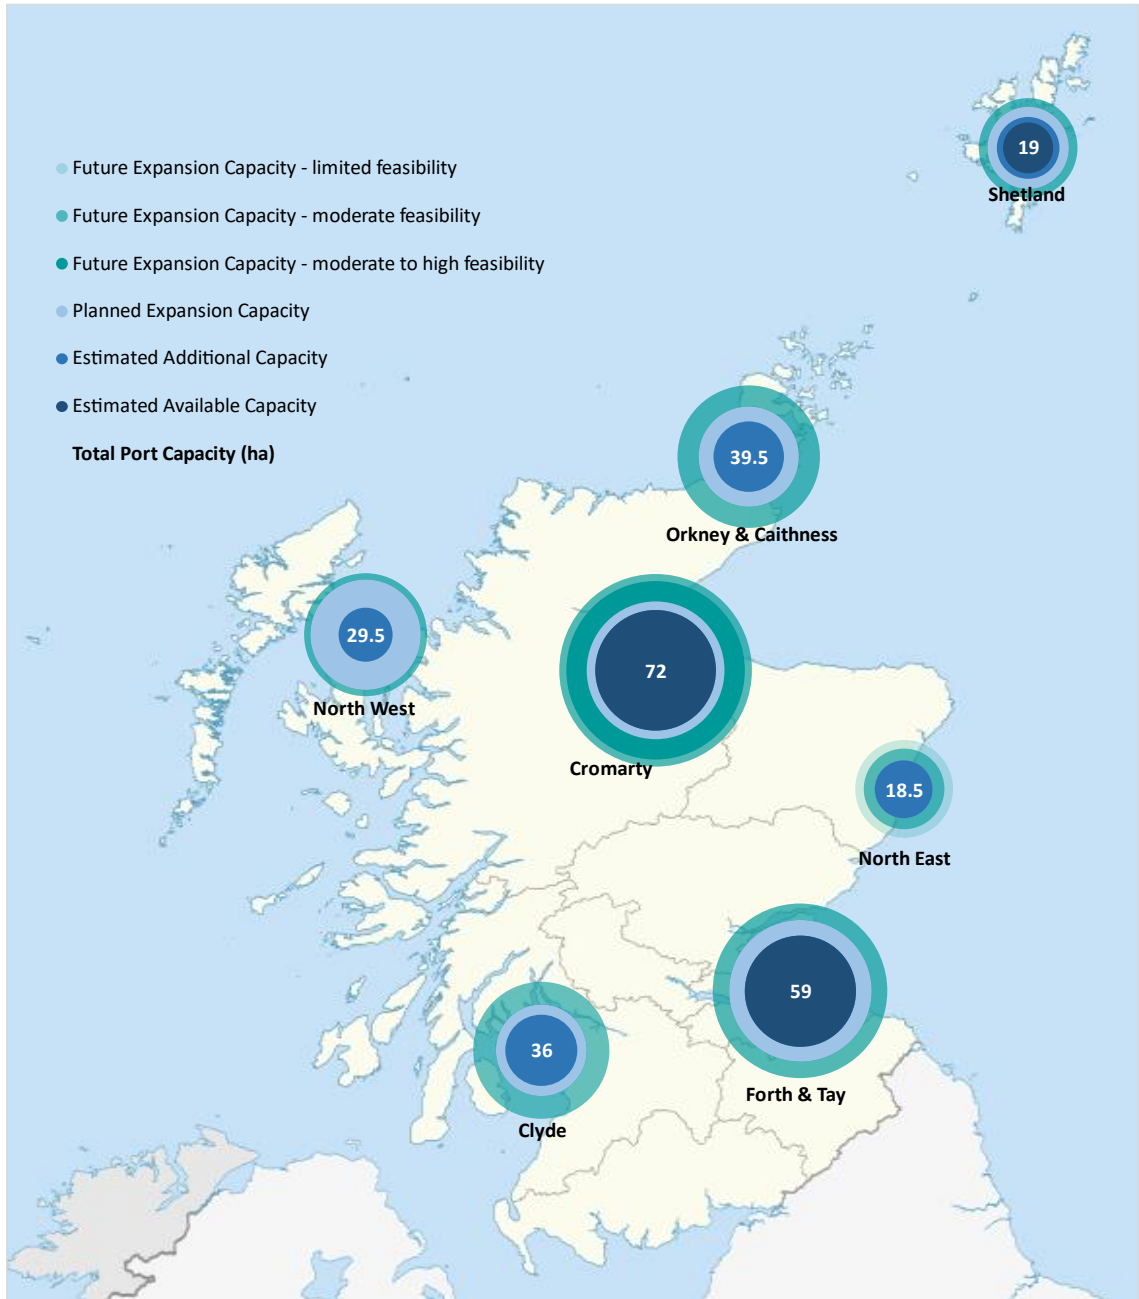 Future Expansion Capacity - limited feasibility
Future Expansion Capacity - moderate feasibility
Future Expansion Capacity - moderate to high feasibility
Planned Expansion Capacity
Estimated Additional Capacity
Estimated Available Capacity
Total Port Capacity (ha)
19
Shetland
39.5
Orkney & Caithness
29.5
North West
72
Cromarty
18.5
North East
59
Forth & Tay
36
Clyde